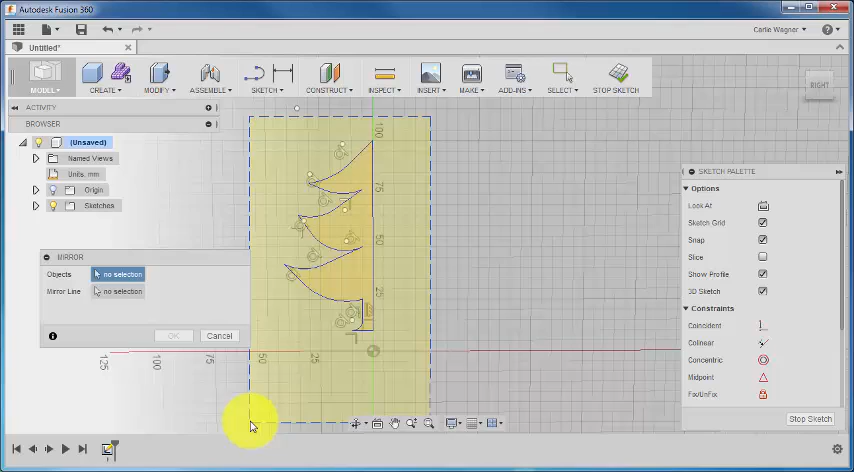 Autodesk Fusion 360
Carlie Wagner
Untitled*
MODEL
CREATE
MODIFY
ASSEMBLE
SKETCH
CONSTRUCT
INSPECT
INSERT
MAKE
ADD-INS
SELECT
STOP SKETCH
RIGHT
ACTIVITY
BROWSER
(Unsaved)
Named Views
Units: mm
Origin
Sketches
MIRROR
Objects no selection
Mirror Line no selection
OK Cancel
100
75
50
25
125 100 75 50 25
SKETCH PALETTE
Options
Look At
Sketch Grid
Snap
Slice
Show Profile
3D Sketch
Constraints
Coincident
Colinear
Concentric
Midpoint
Fix/UnFix
Stop Sketch